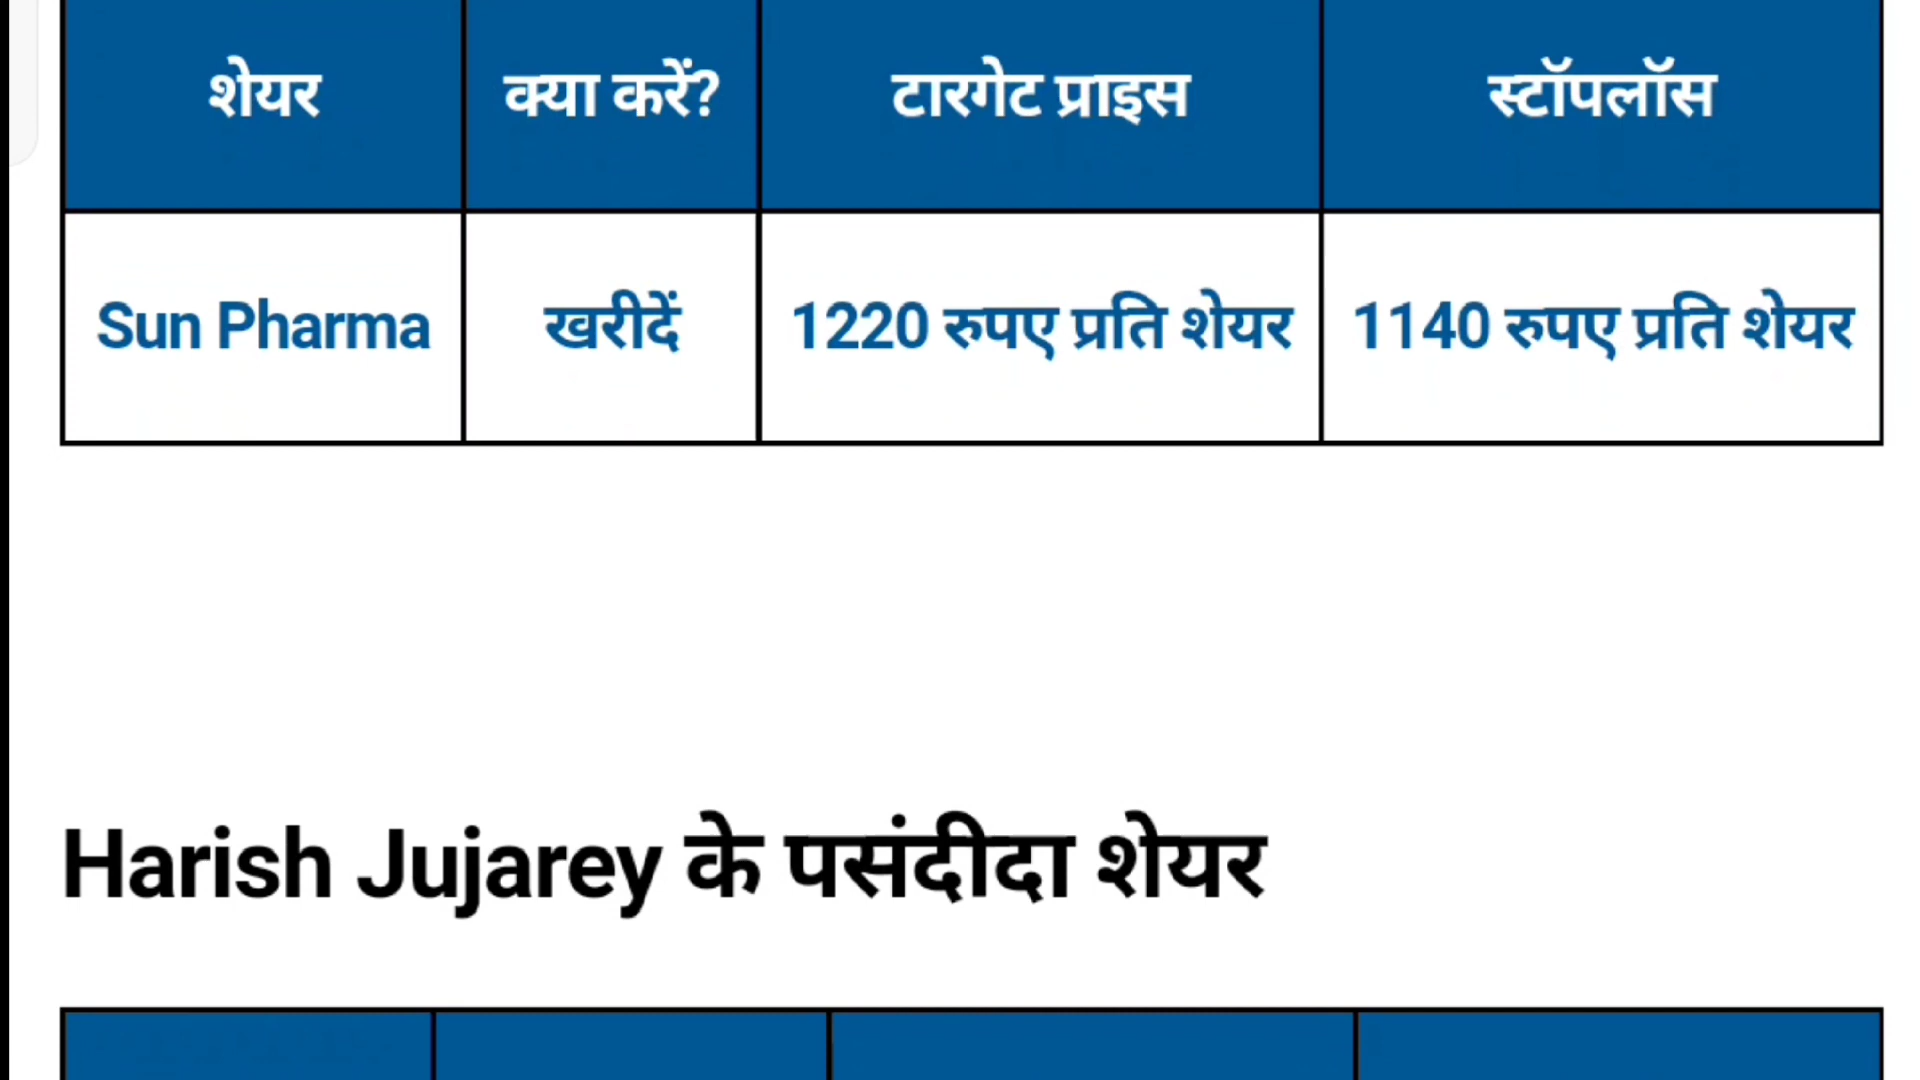 शेयर क्या करें? टारगेट प्राइस स्टॉपलॉस
Sun Pharma खरीदें 1220 रुपए प्रति शेयर 1140 रुपए प्रति शेयर
Harish Jujarey के पसंदीदा शेयर